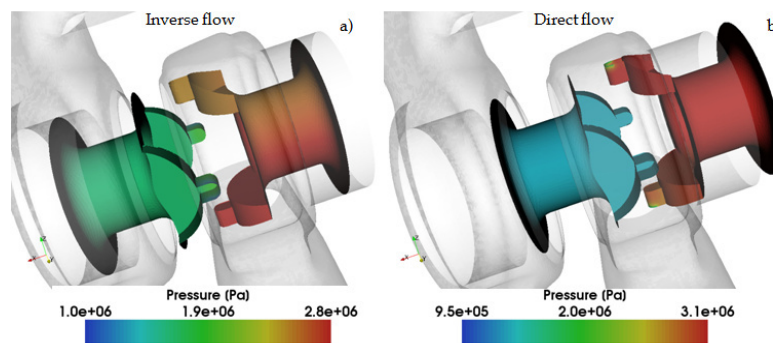 Inverse flow
a)
Direct flow
b
Pressure [Pa]
1.0e+06 1.9e+06 2.8e+06
Pressure [Pa]
9.5e+05 2.0e+06 3.1e+06